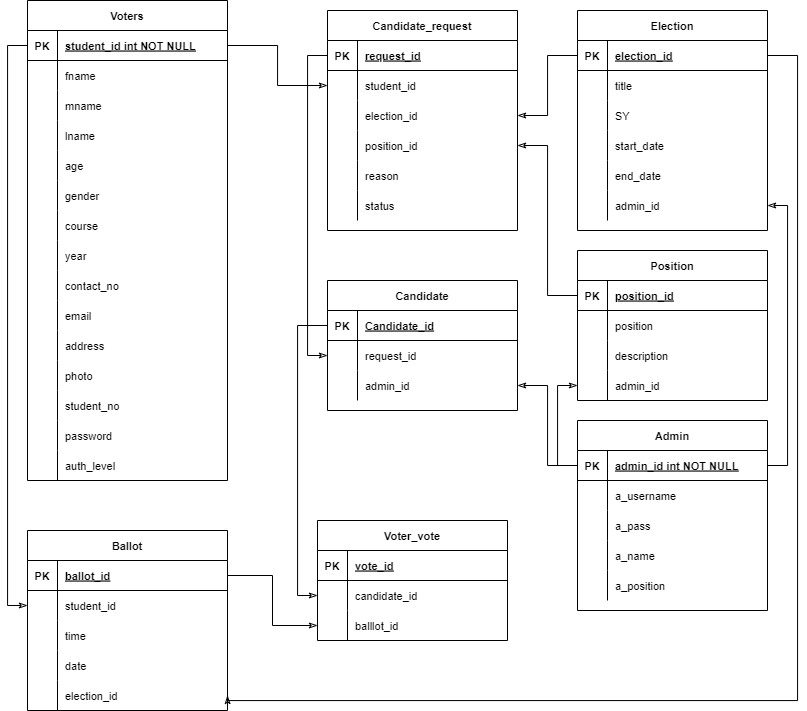 Voters
PK student_id int NOT NULL
fname
mname
lname
age
gender
course
year
contact_no
email
address
photo
student_no
password
auth_level
Candidate_request
PK request_id
student_id
election_id
position_id
reason
status
Election
PK election_id
title
SY
start_date
end_date
admin_id
Position
PK position_id
position
description
admin_id
Candidate
PK Candidate_id
request_id
admin_id
Admin
PK admin_id int NOT NULL
a_username
a_pass
a_name
a_position
Ballot
PK ballot_id
student_id
time
date
election_id
Voter_vote
PK vote_id
candidate_id
balllot_id